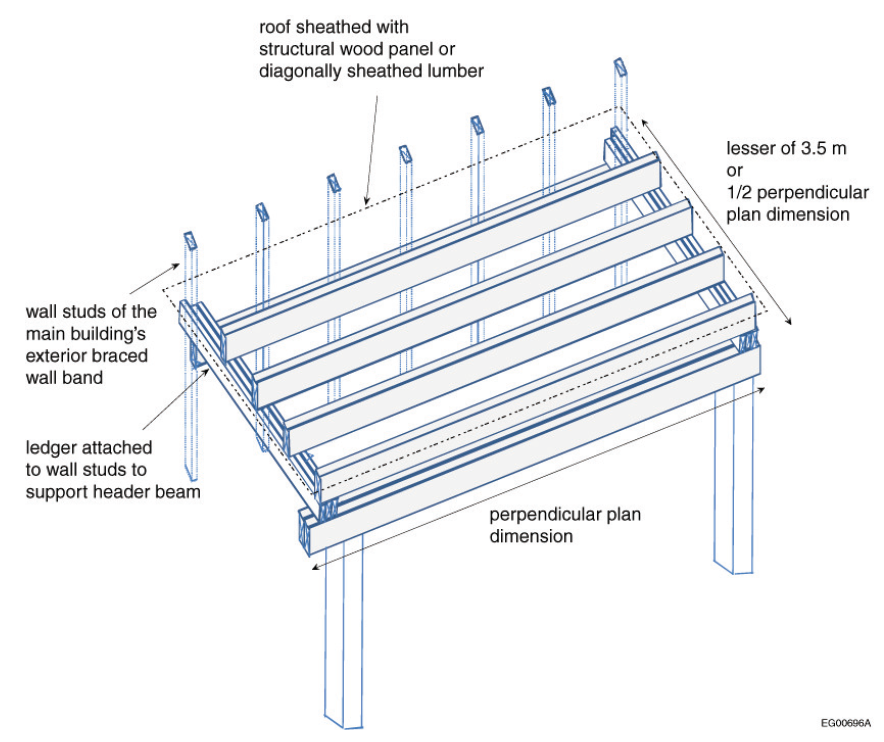 roof sheathed with
structural wood panel or
diagonally sheathed lumber
lesser of 3.5 m
or
1/2 perpendicular
plan dimension
wall studs of the
main building's
exterior braced
wall band
ledger attached
to wall studs to
support header beam
perpendicular plan
dimension
EG00696A